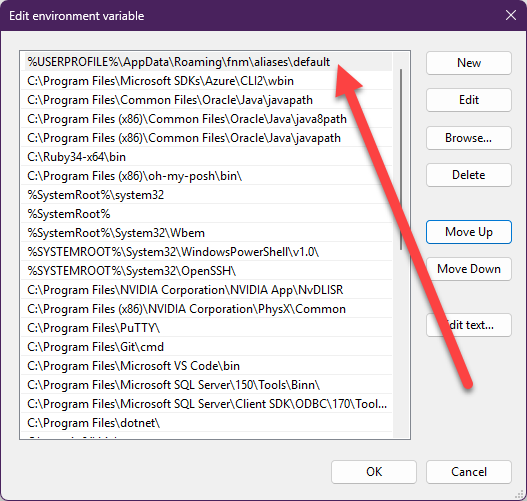 Edit environment variable
%USERPROFILE%\AppData\Roaming\fnm\aliases\default
C:\Program Files\Microsoft SDKs\Azure\CLI2\wbin
C:\Program Files\Common Files\Oracle\Java\javapath
C:\Program Files (x86)\Common Files\Oracle\Java\java8path
C:\Program Files (x86)\Common Files\Oracle\Java\javapath
C:\Ruby34-x64\bin
C:\Program Files (x86)\oh-my-posh\bin\
%SystemRoot%\system32
%SystemRoot%
%SystemRoot%\System32\Wbem
%SYSTEMROOT%\System32\WindowsPowerShell\v1.0\
%SYSTEMROOT%\System32\OpenSSH\
C:\Program Files\NVIDIA Corporation\NVIDIA App\NvDLISR
C:\Program Files (x86)\NVIDIA Corporation\PhysX\Common
C:\Program Files\PuTTY\
C:\Program Files\Git\cmd
C:\Program Files\Microsoft VS Code\bin
C:\Program Files\Microsoft SQL Server\150\Tools\Binn\
C:\Program Files\Microsoft SQL Server\Client SDK\ODBC\170\Tool...
C:\Program Files\dotnet\
New
Edit
Browse...
Delete
Move Up
Move Down
Edit text...
OK
Cancel